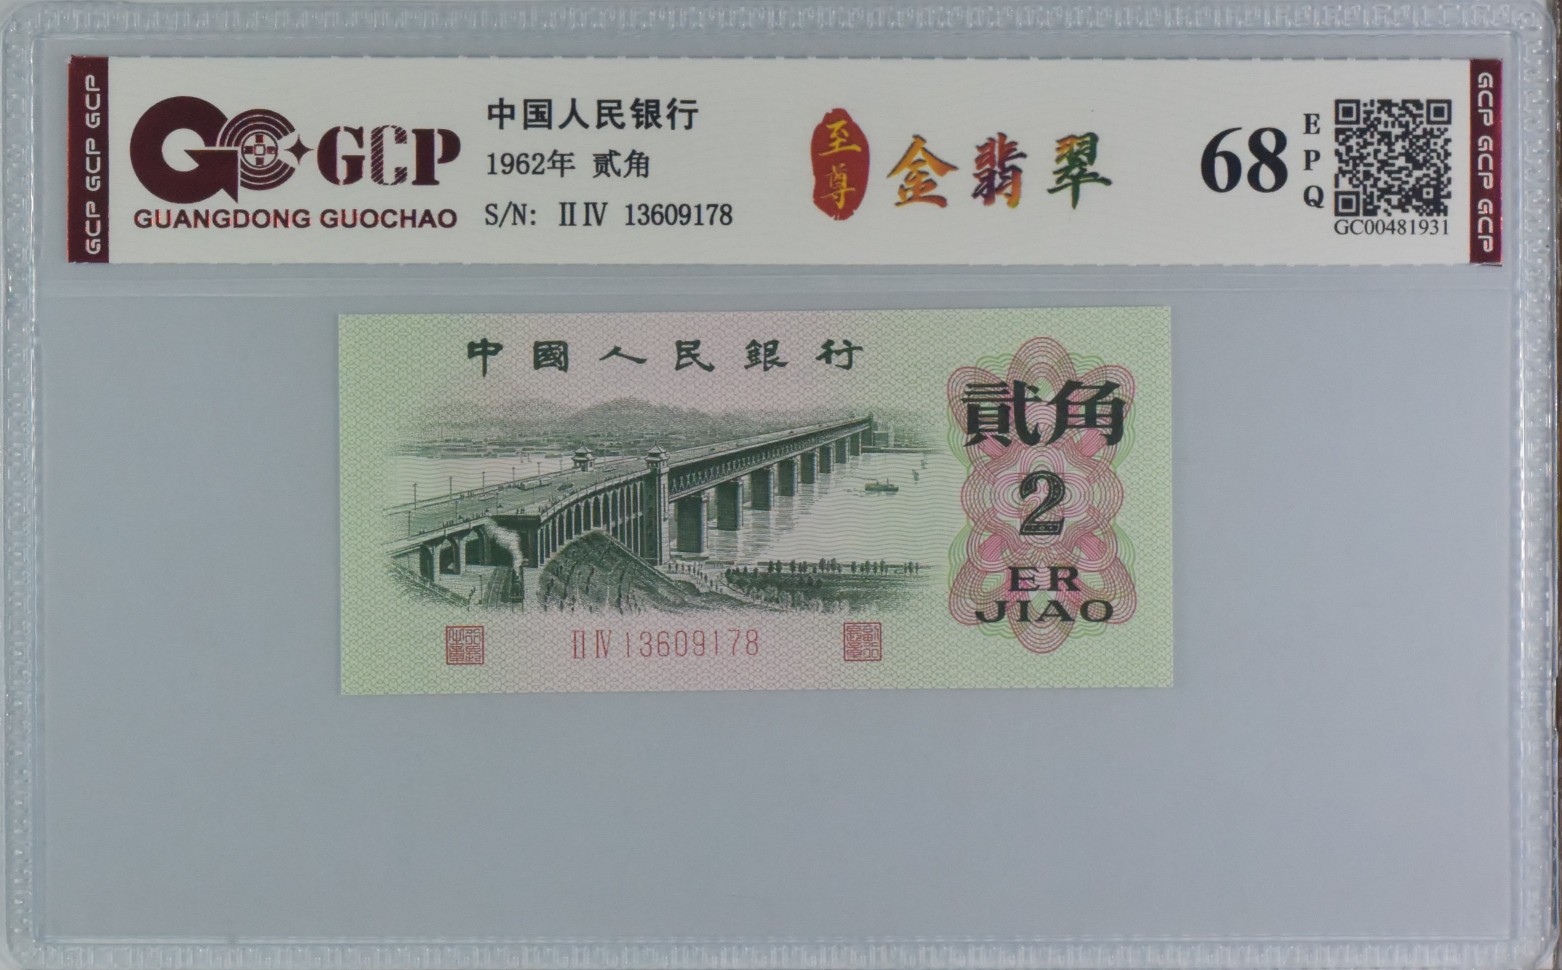 GCP GCP GCP
GCP
GUANGDONG GUOCHAO
中国人民银行
1962年 贰角
S/N: ⅡⅣ 13609178
至尊
金翡翠
68
EPQ
GC00481931
GCP GCP GCP
中國人民銀行
貳角
2
ER
JIAO
ⅡⅣ 13609178